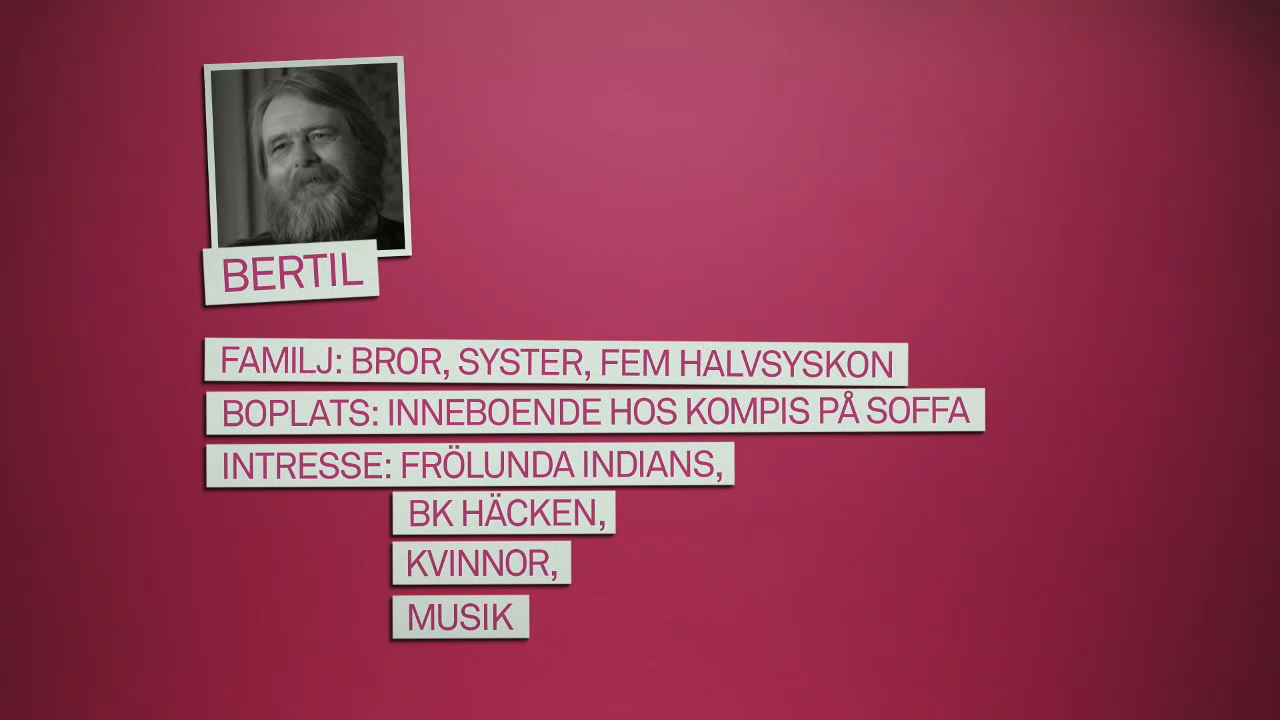 BERTIL
FAMILJ: BROR, SYSTER, FEM HALVSYSKON
BOPLATS: INNEBOENDE HOS KOMPIS PÅ SOFFA
INTRESSE: FRÖLUNDA INDIANS,
BK HÄCKEN,
KVINNOR,
MUSIK